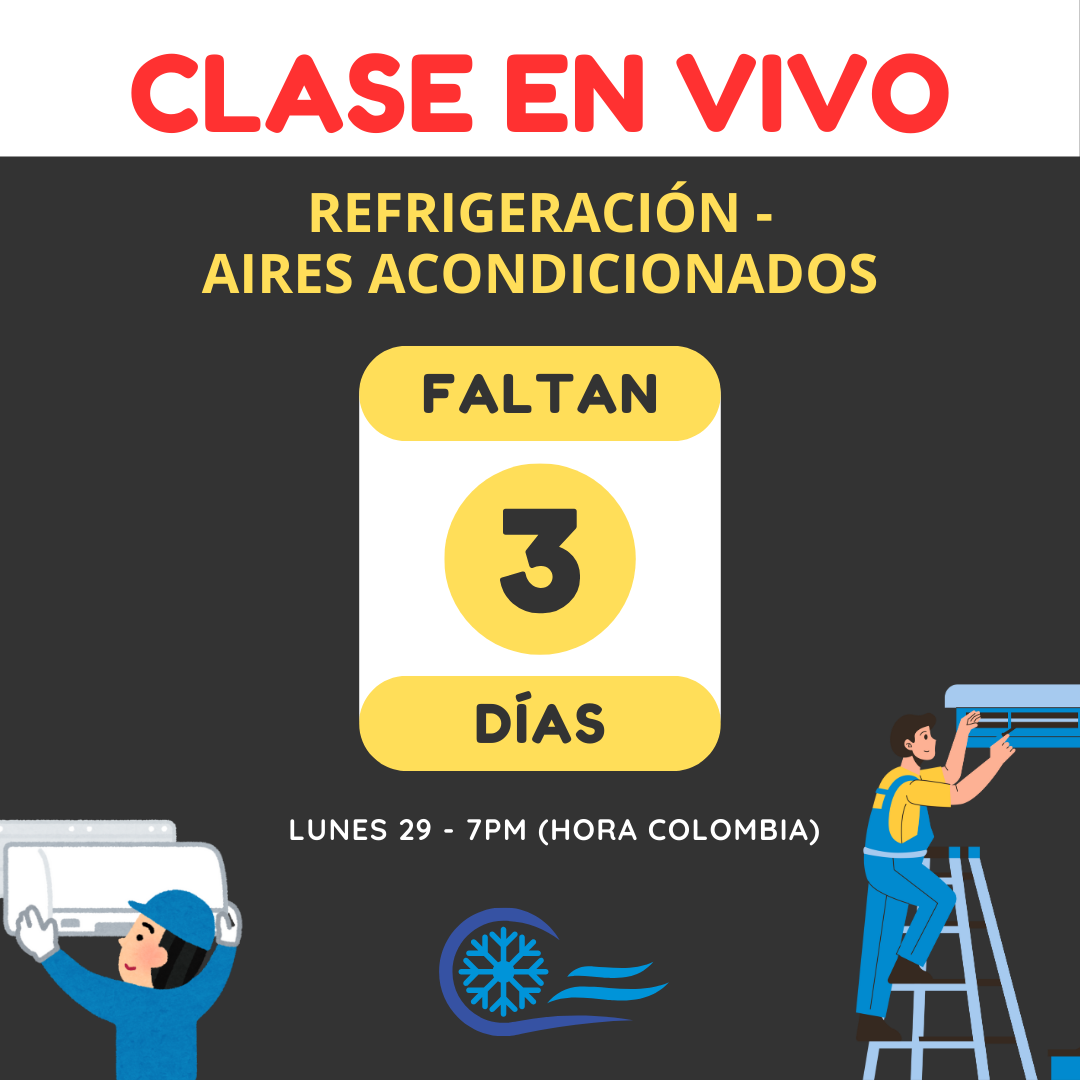 CLASE EN VIVO
REFRIGERACIÓN -
AIRES ACONDICIONADOS
FALTAN
3
DÍAS
LUNES 29 - 7PM (HORA COLOMBIA)